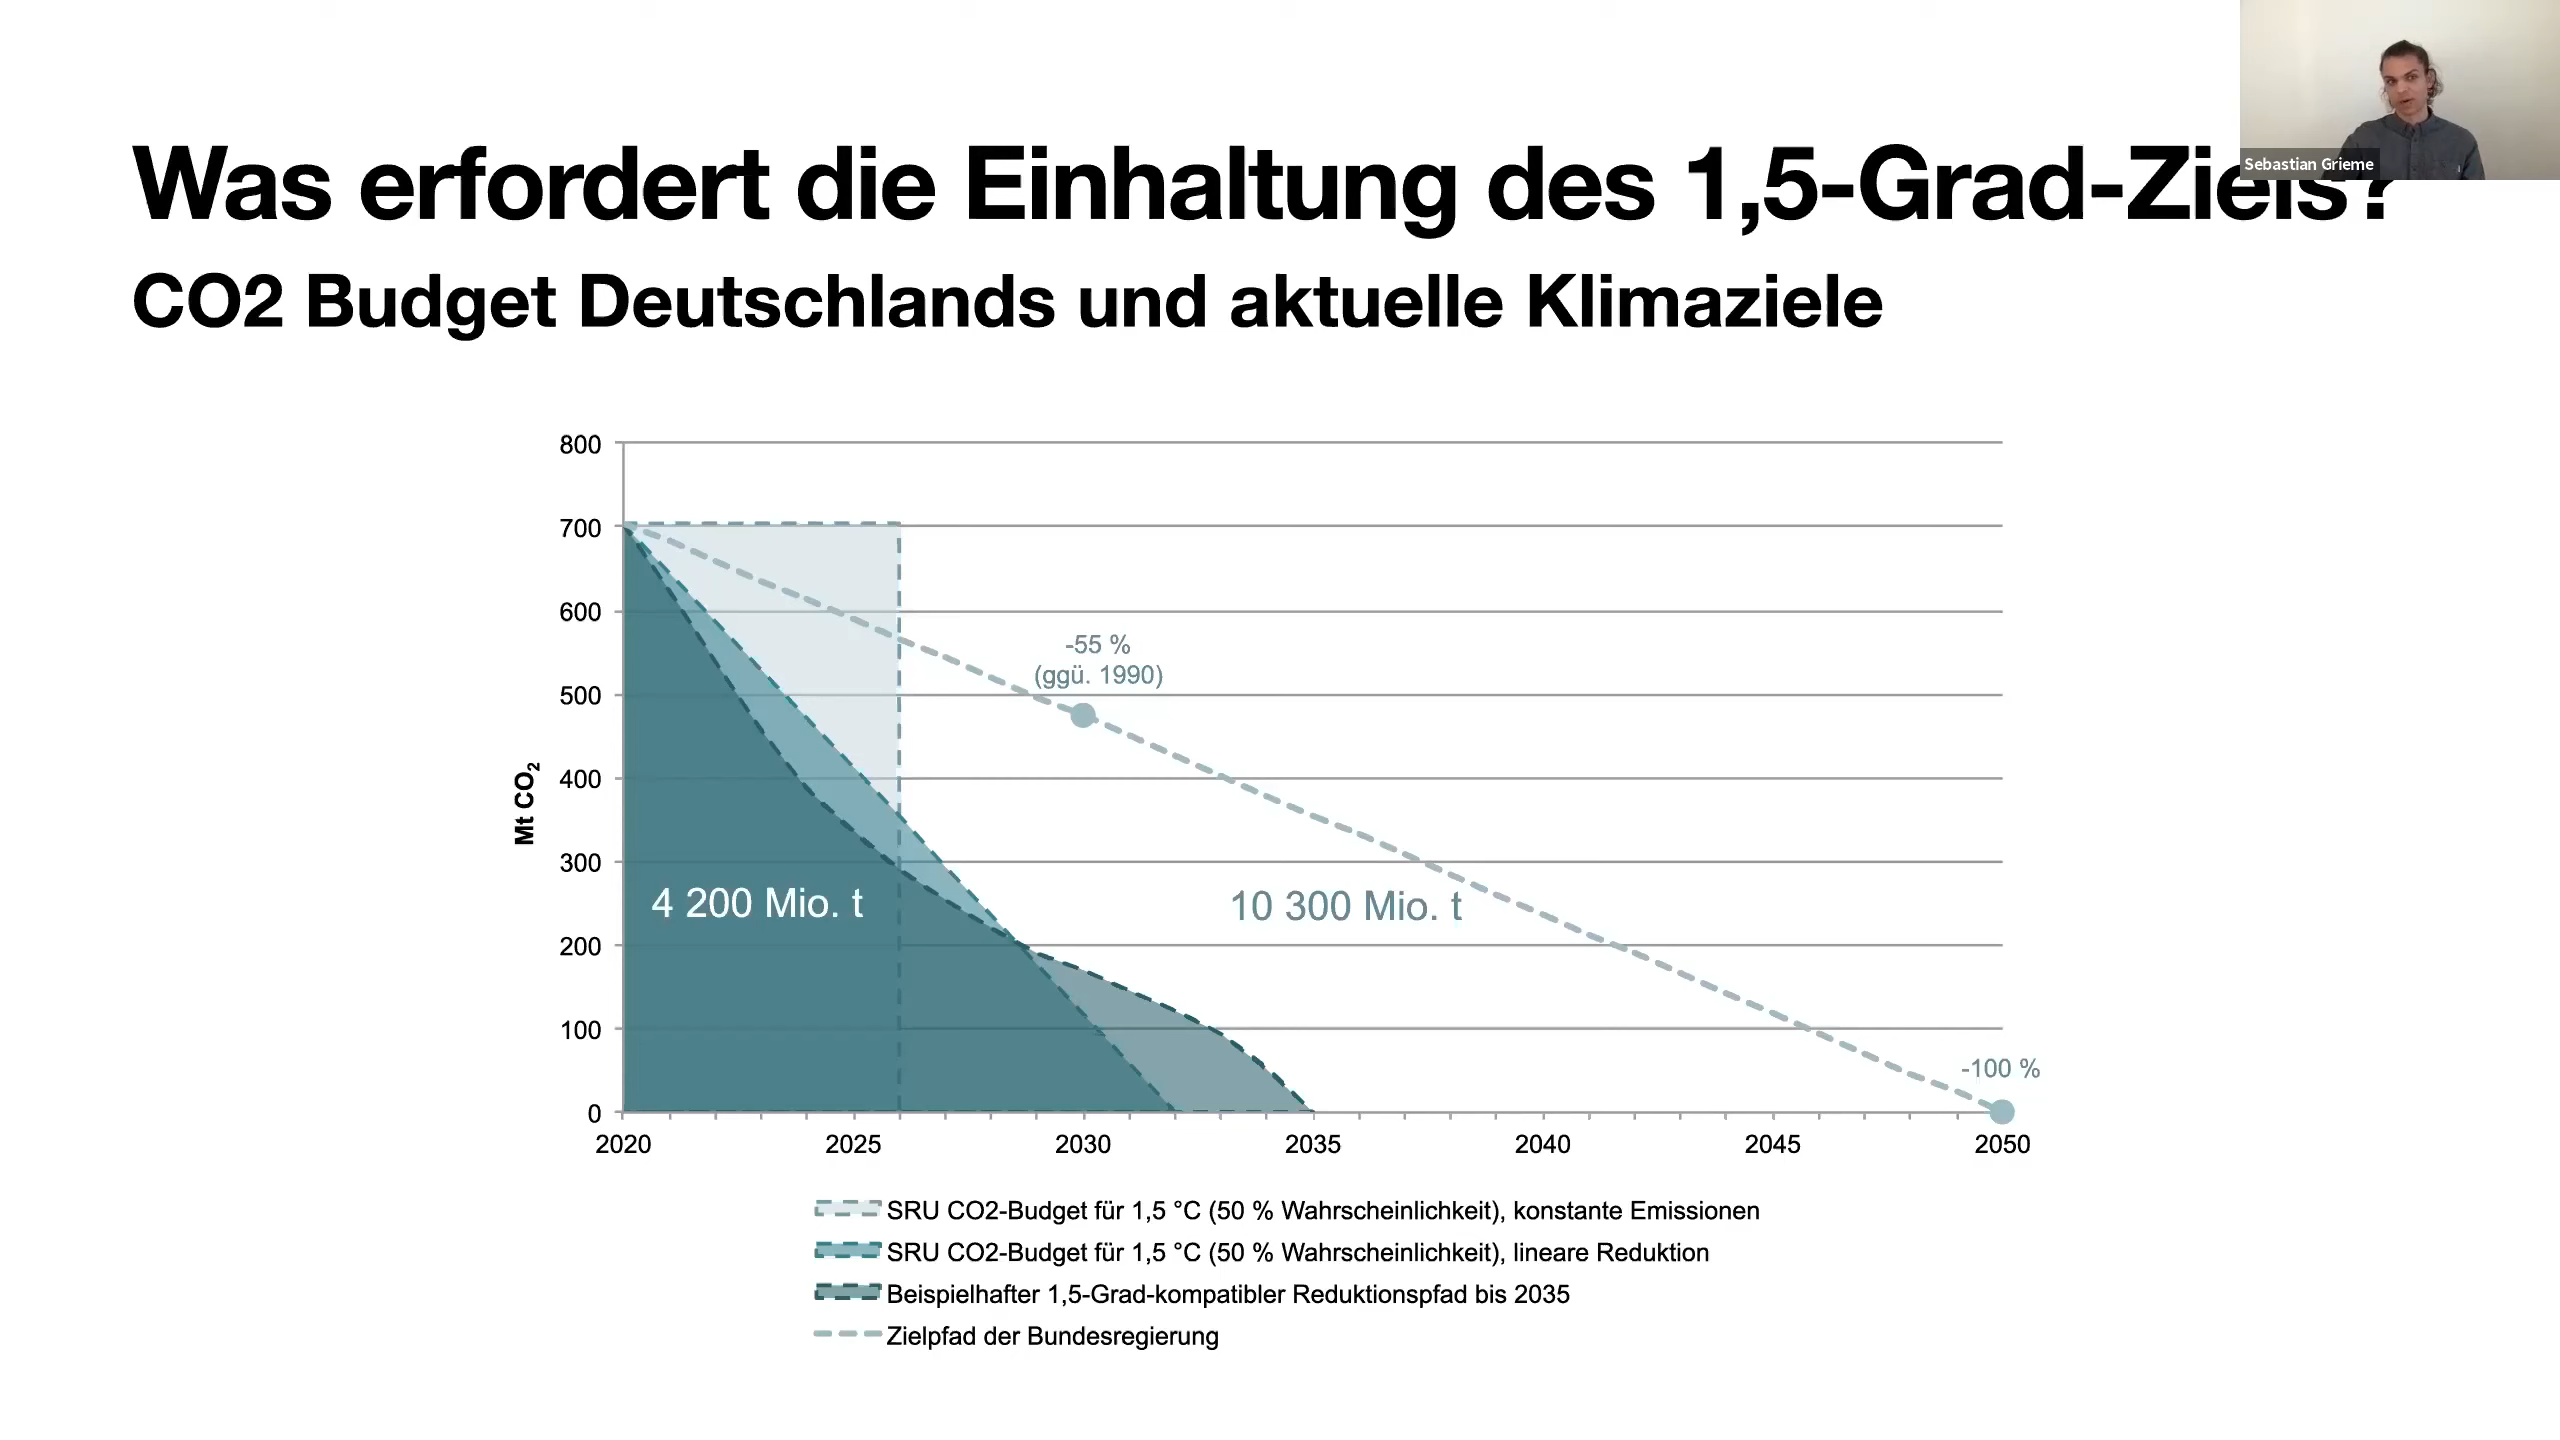 Sebastian Grieme
Was erfordert die Einhaltung des 1,5-Grad-Ziels?
CO2 Budget Deutschlands und aktuelle Klimaziele
800
700
600
500
400
300
200
100
0
Mt CO₂
-55 %
(ggü. 1990)
4 200 Mio. t
10 300 Mio. t
-100 %
2020 2025 2030 2035 2040 2045 2050
SRU CO2-Budget für 1,5 °C (50 % Wahrscheinlichkeit), konstante Emissionen
SRU CO2-Budget für 1,5 °C (50 % Wahrscheinlichkeit), lineare Reduktion
Beispielhafter 1,5-Grad-kompatibler Reduktionspfad bis 2035
Zielpfad der Bundesregierung